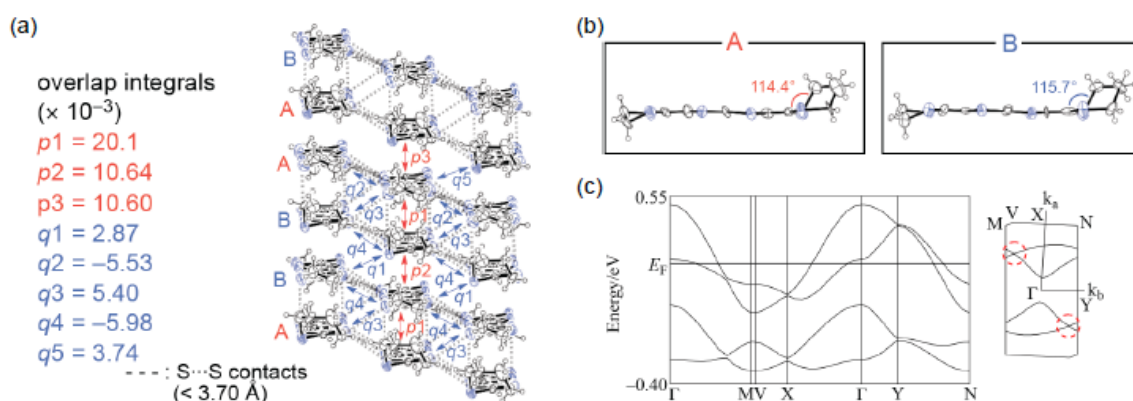 (a)
overlap integrals
(× 10⁻³)
p1 = 20.1
p2 = 10.64
p3 = 10.60
q1 = 2.87
q2 = –5.53
q3 = 5.40
q4 = –5.98
q5 = 3.74
---: S···S contacts
(< 3.70 Å)
B
A
A
B
B
A
p3
q5
q2
q3
p1
q2
q3
q4
q1
p2
q4
q1
q4
q3
p1
q4
q3
(b)
A
114.4°
B
115.7°
(c)
0.55
E_F
Energy/eV
–0.40
Γ M V X Γ Y N
M V X kₐ N
Γ k_b
Y